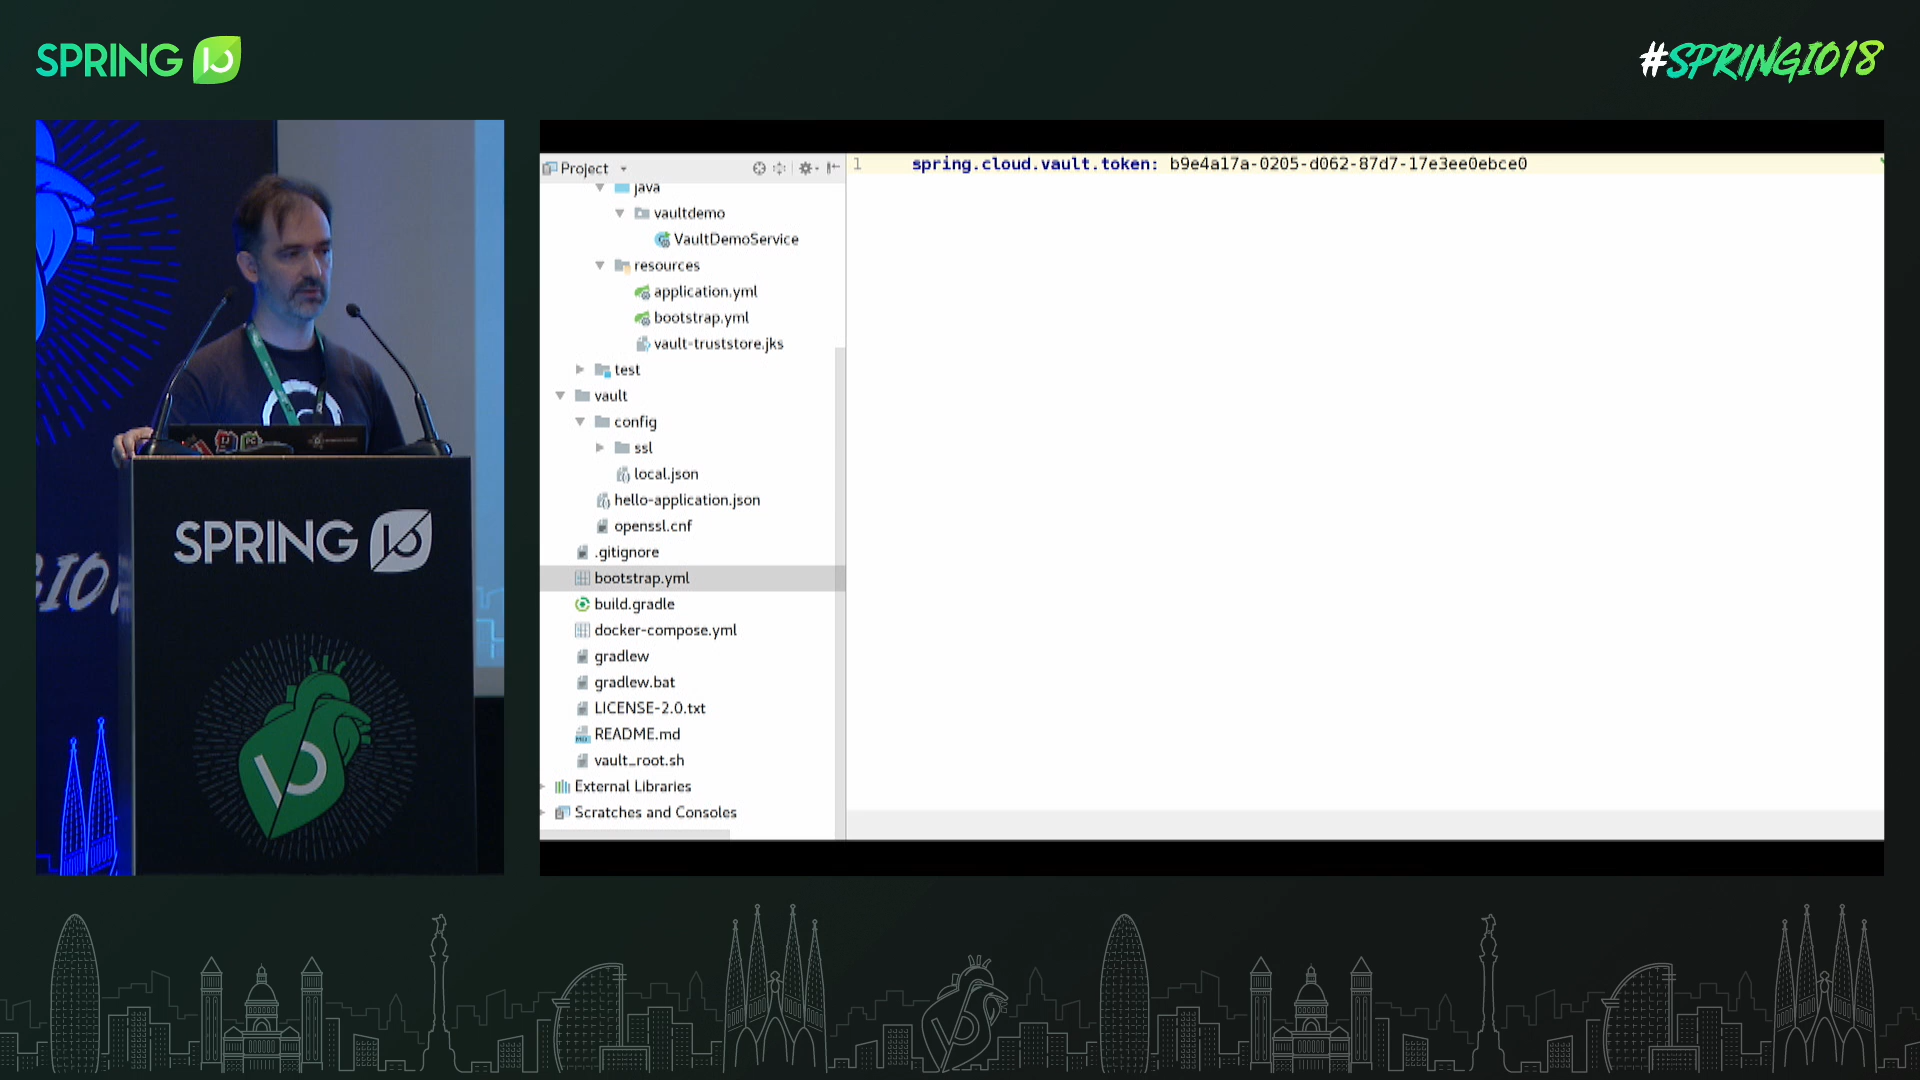 SPRING IO
#SPRINGIO18
SPRING IO
Project
java
vaultdemo
VaultDemoService
resources
application.yml
bootstrap.yml
vault-truststore.jks
test
vault
config
ssl
local.json
hello-application.json
openssl.cnf
.gitignore
bootstrap.yml
build.gradle
docker-compose.yml
gradlew
gradlew.bat
LICENSE-2.0.txt
README.md
vault_root.sh
External Libraries
Scratches and Consoles
1 spring.cloud.vault.token: b9e4a17a-0205-d062-87d7-17e3ee0ebce0